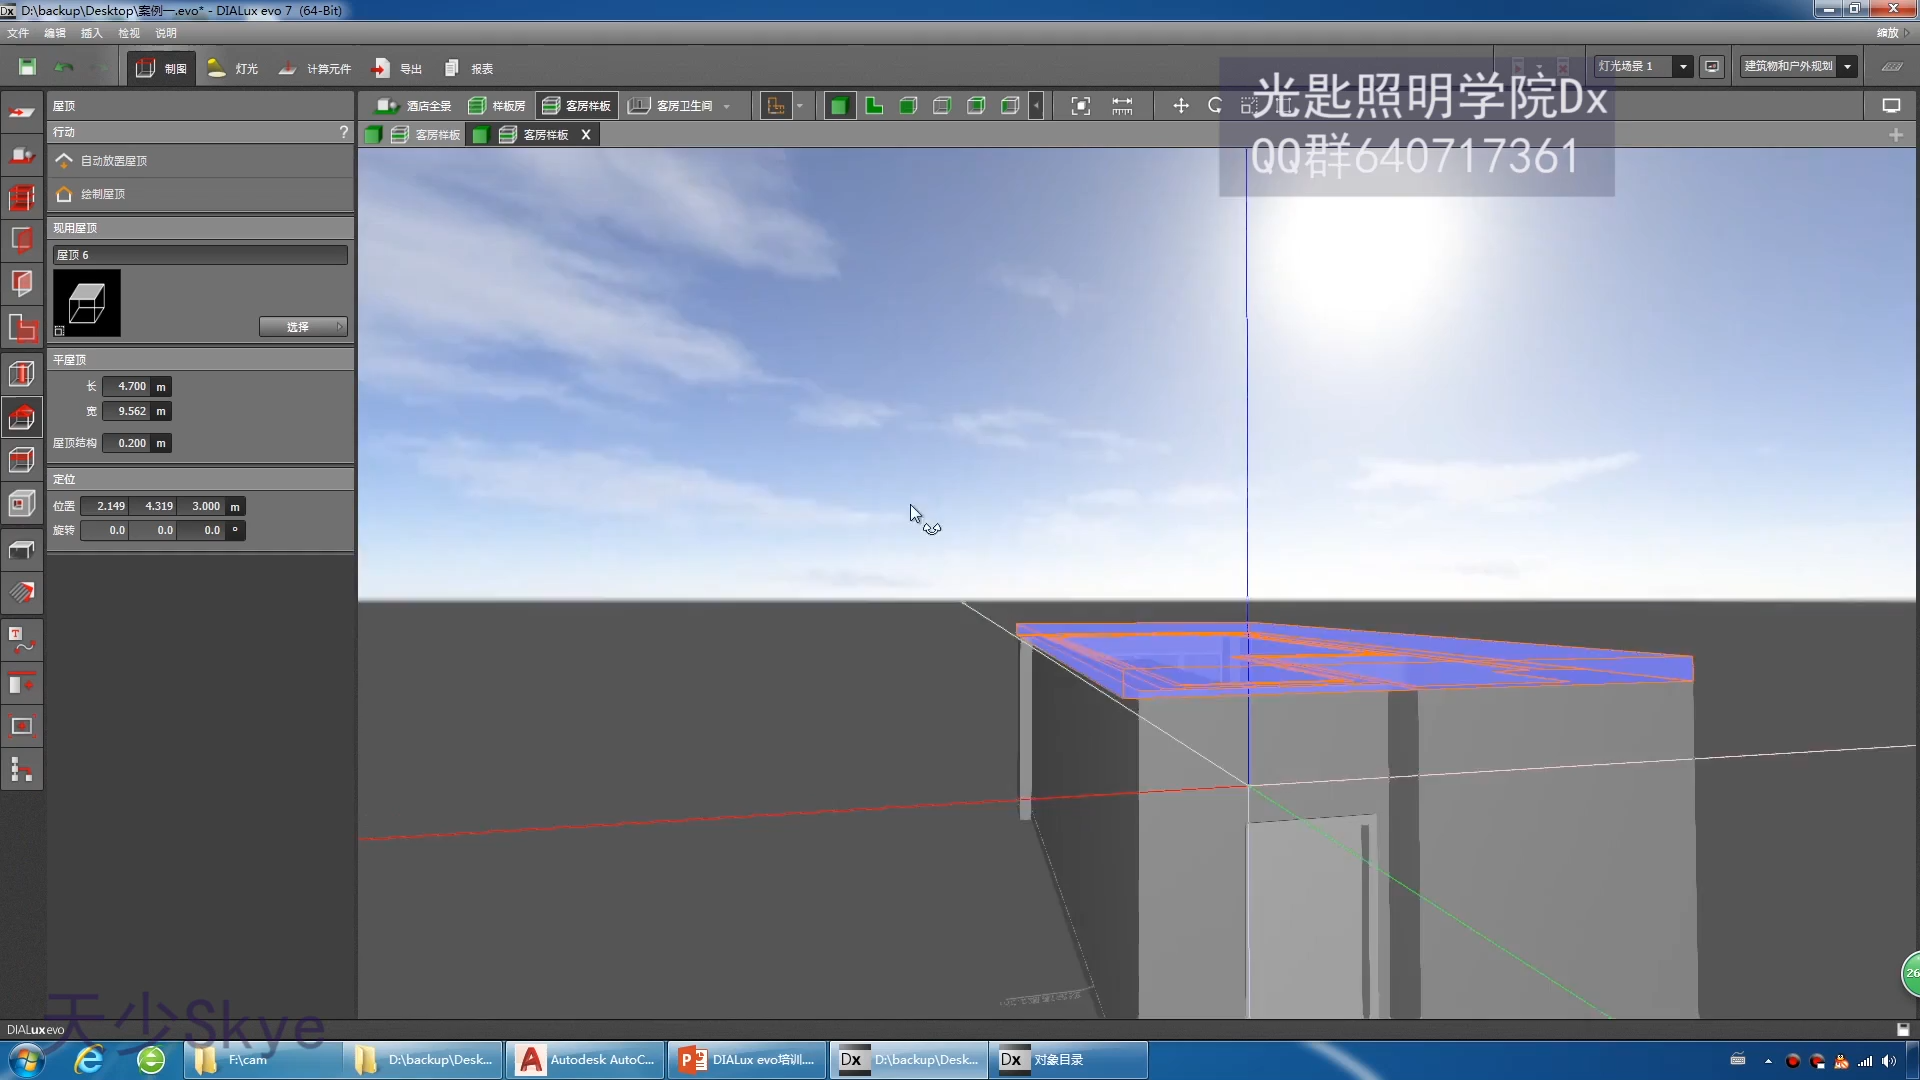 D:\backup\Desktop\案例一.evo* - DIALux evo 7  (64-Bit)
文件 编辑 插入 检视 说明 缩放
制图 灯光 计算元件 导出 报表 灯光场景 1 建筑物和户外规划
光匙照明学院Dx
QQ群640717361
屋顶 酒店全景 样板房 客房样板 客房卫生间
行动 ? 客房样板 客房样板 X
自动放置屋顶
绘制屋顶
现用屋顶
屋顶 6
选择
平屋顶
长 4.700 m
宽 9.562 m
屋顶结构 0.200 m
定位
位置 2.149 4.319 3.000 m
旋转 0.0 0.0 0.0 °
26
天少Skye
DIALux evo
F:\cam D:\backup\Desk... Autodesk AutoC... DIALux evo培训.... D:\backup\Desk... 对象目录